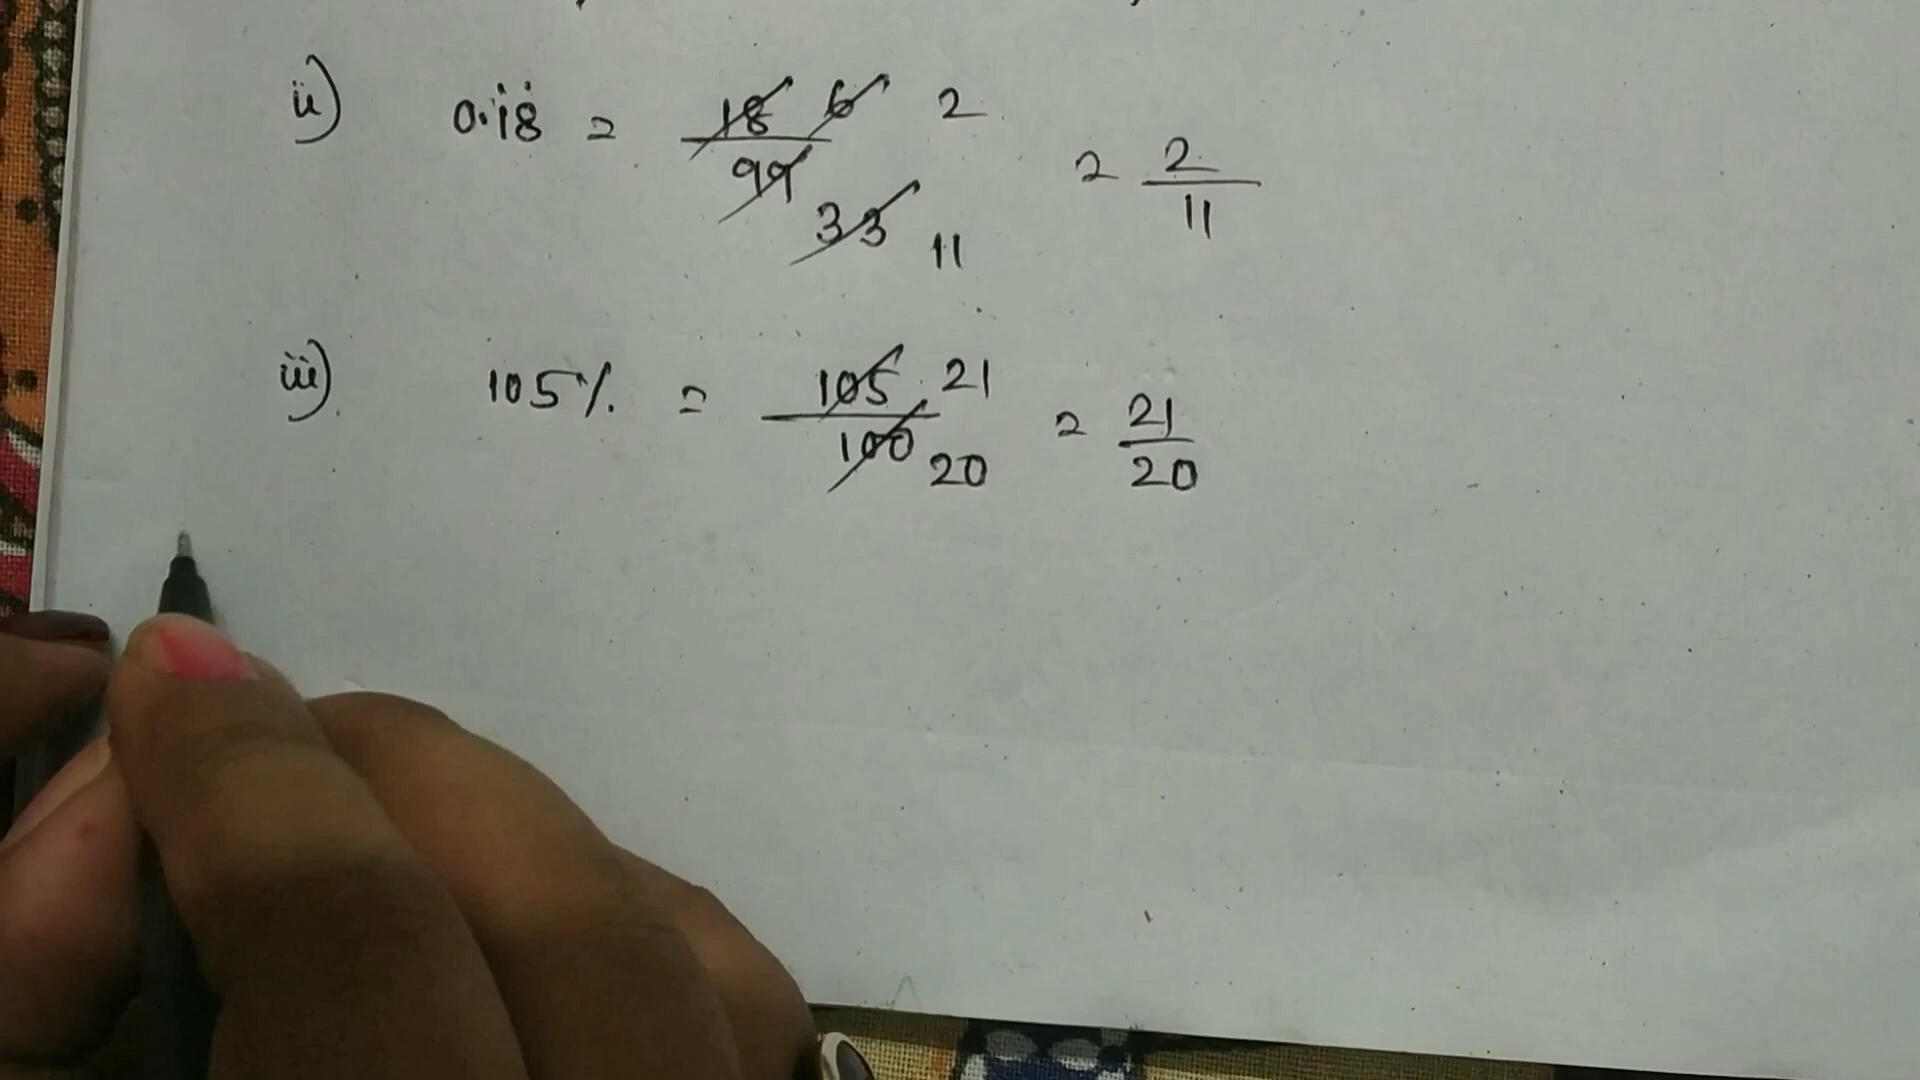 ii) 0.1̇8̇ = 18/99 6/33 2/11 = 2/11
iii) 105% = 105/100 21/20 = 21/20